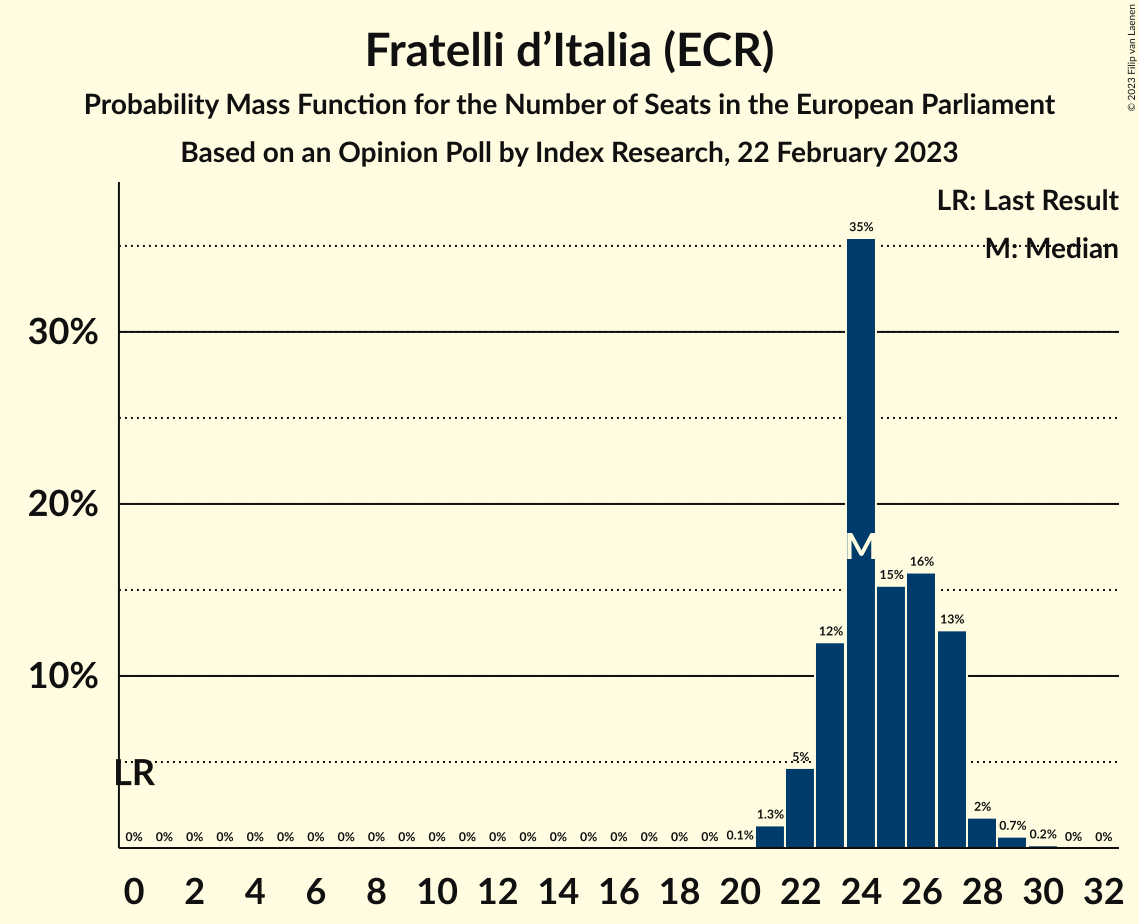 Fratelli d’Italia (ECR)
Probability Mass Function for the Number of Seats in the European Parliament
Based on an Opinion Poll by Index Research, 22 February 2023
© 2023 Filip van Laenen
LR: Last Result
M: Median
35%
30%
20%
M
16%
15%
13%
12%
10%
LR
5%
2%
1.3%
0.7%
0% 0% 0% 0% 0% 0% 0% 0% 0% 0% 0% 0% 0% 0% 0% 0% 0% 0% 0% 0% 0.1% 0.2% 0% 0%
0 2 4 6 8 10 12 14 16 18 20 22 24 26 28 30 32